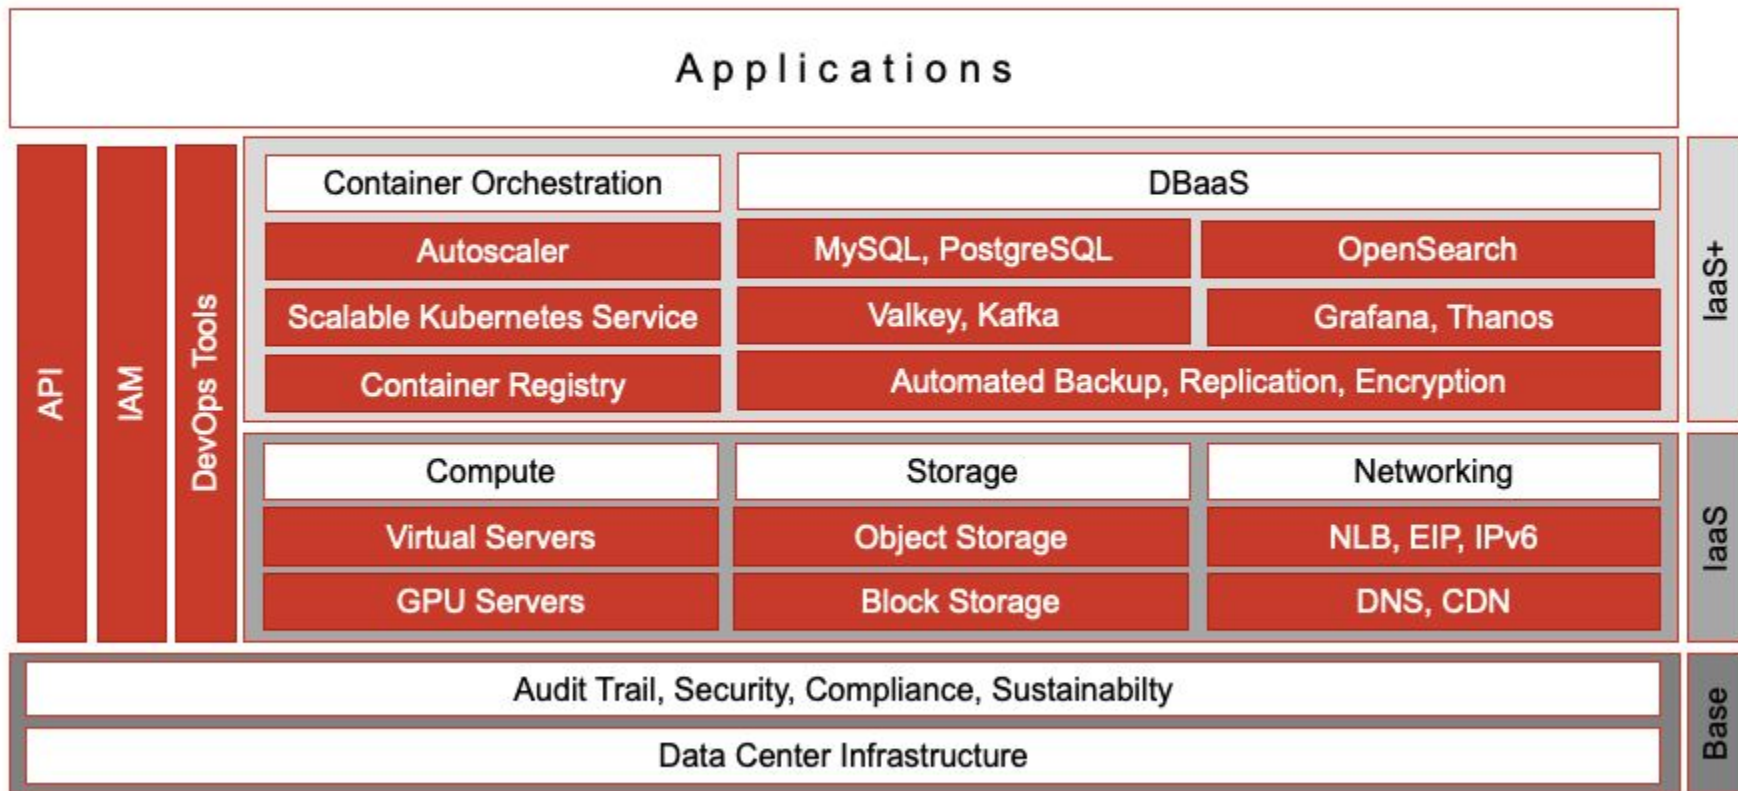 Applications
API
IAM
DevOps Tools
Container Orchestration
Autoscaler
Scalable Kubernetes Service
Container Registry
DBaaS
MySQL, PostgreSQL
OpenSearch
Valkey, Kafka
Grafana, Thanos
Automated Backup, Replication, Encryption
IaaS+
Compute
Virtual Servers
GPU Servers
Storage
Object Storage
Block Storage
Networking
NLB, EIP, IPv6
DNS, CDN
IaaS
Audit Trail, Security, Compliance, Sustainabilty
Data Center Infrastructure
Base